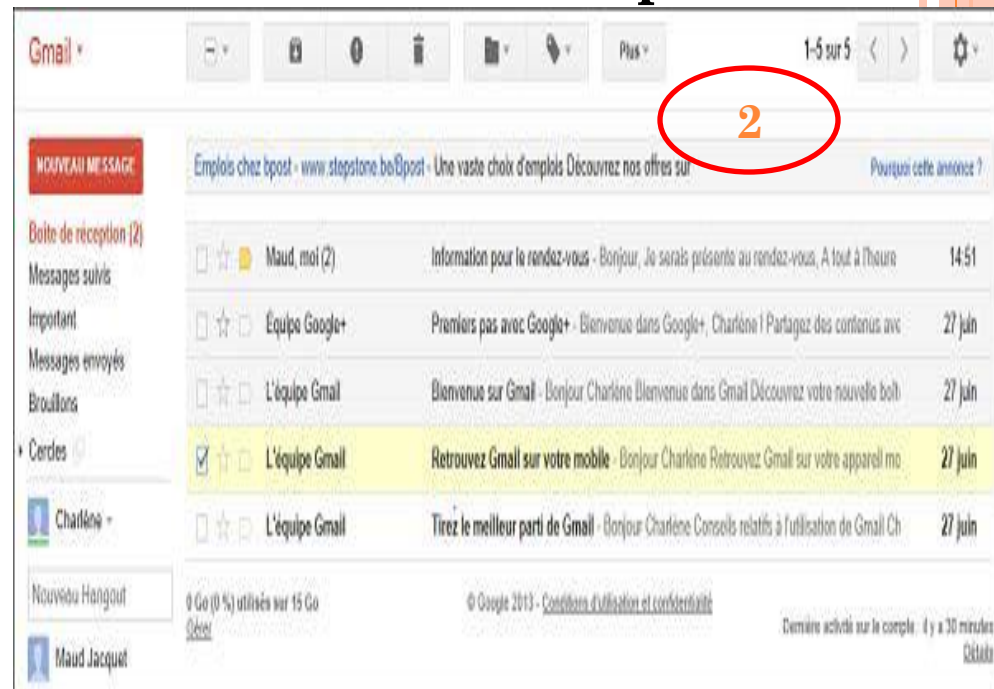 Gmail
Plus
1–5 sur 5
2
NOUVEAU MESSAGE
Emplois chez bpost - www.stepstone.be/Bpost - Une vaste choix d'emplois Découvrez nos offres sur
Pourquoi cette annonce ?
Boîte de réception (2)
Messages suivis
Important
Messages envoyés
Brouillons
Cercles
Maud, moi (2) Information pour le rendez-vous - Bonjour, Je serais présente au rendez-vous, A tout à l'heure 14:51
Équipe Google+ Premiers pas avec Google+ - Bienvenue dans Google+, Charlène ! Partagez des contenus ave 27 juin
L'équipe Gmail Bienvenue sur Gmail - Bonjour Charlène Bienvenue dans Gmail Découvrez votre nouvelle boît 27 juin
L'équipe Gmail Retrouvez Gmail sur votre mobile - Bonjour Charlène Retrouvez Gmail sur votre appareil mo 27 juin
L'équipe Gmail Tirez le meilleur parti de Gmail - Bonjour Charlène Conseils relatifs à l'utilisation de Gmail Ch 27 juin
Charlène
Nouveau Hangout
Maud Jacquet
0 Go (0 %) utilisés sur 15 Go
Gérer
© Google 2013 - Conditions d'utilisation et confidentialité
Dernière activité sur le compte : il y a 30 minutes
Détails